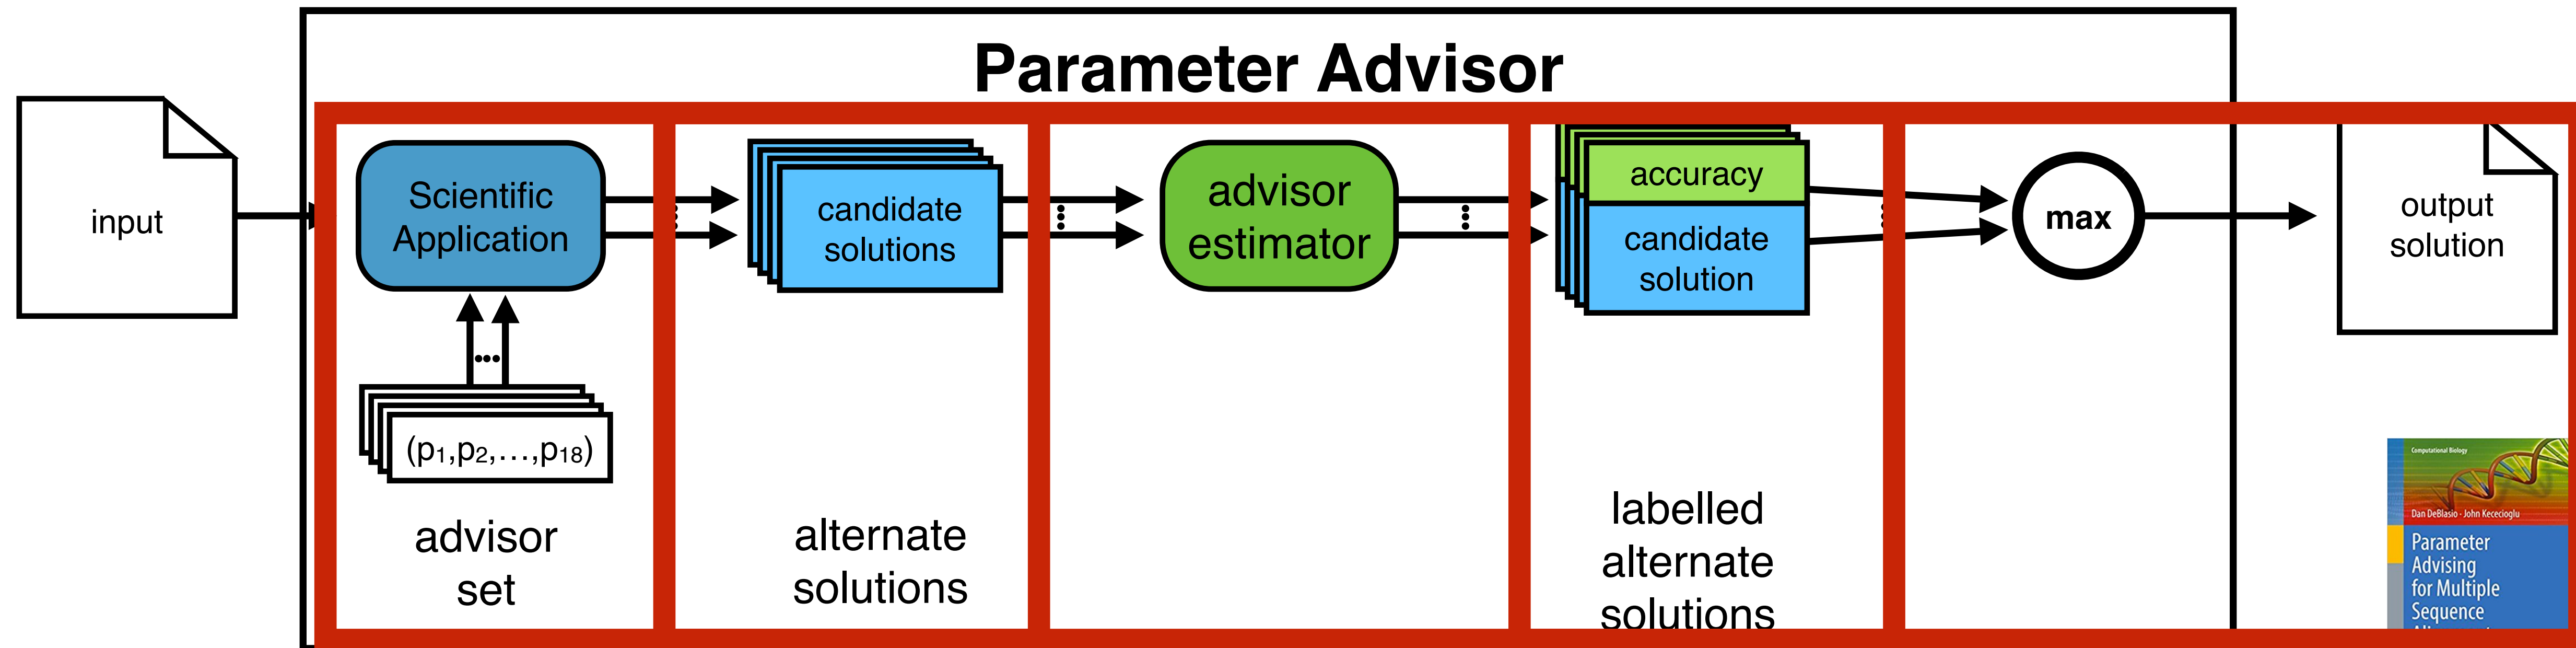 Parameter Advisor
input
Scientific
Application
(p₁,p₂,...,p₁₈)
advisor
set
candidate
solutions
alternate
solutions
advisor
estimator
accuracy
candidate
solution
labelled
alternate
solutions
max
output
solution
Computational Biology
Dan DeBlasio · John Kececioglu
Parameter
Advising
for Multiple
Sequence